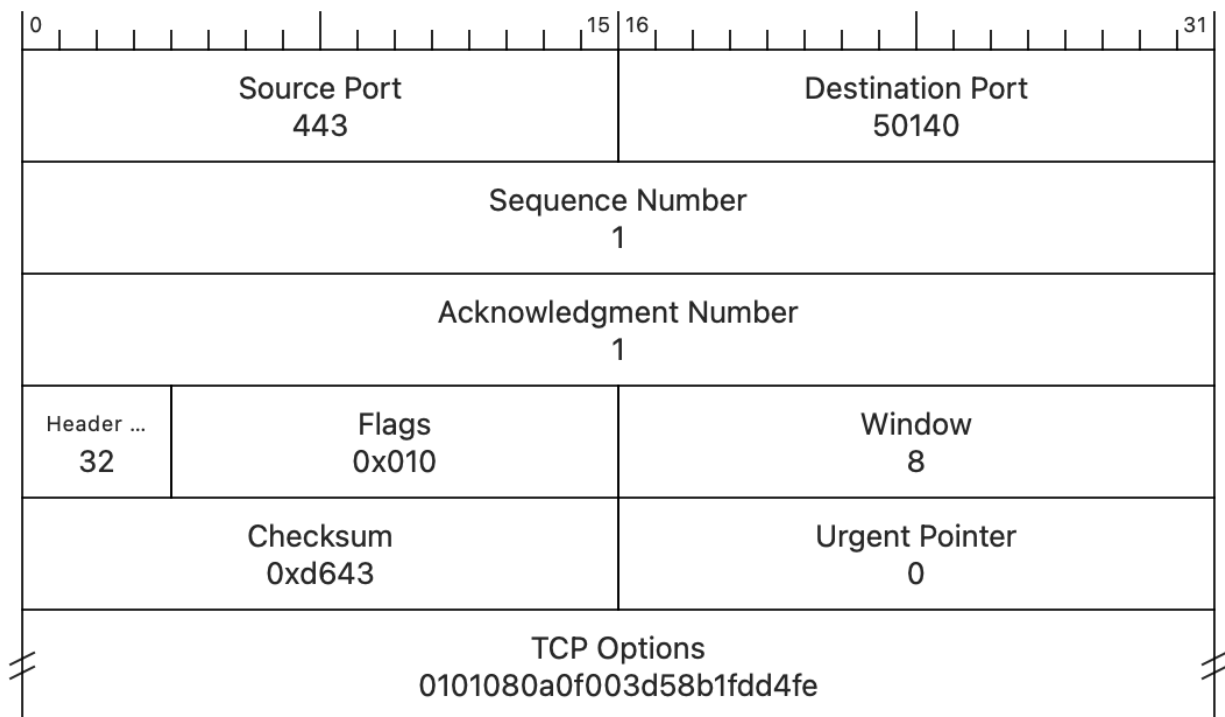 0 15 16 31
Source Port Destination Port
443 50140
Sequence Number
1
Acknowledgment Number
1
Header ... Flags Window
32 0x010 8
Checksum Urgent Pointer
0xd643 0
TCP Options
0101080a0f003d58b1fdd4fe